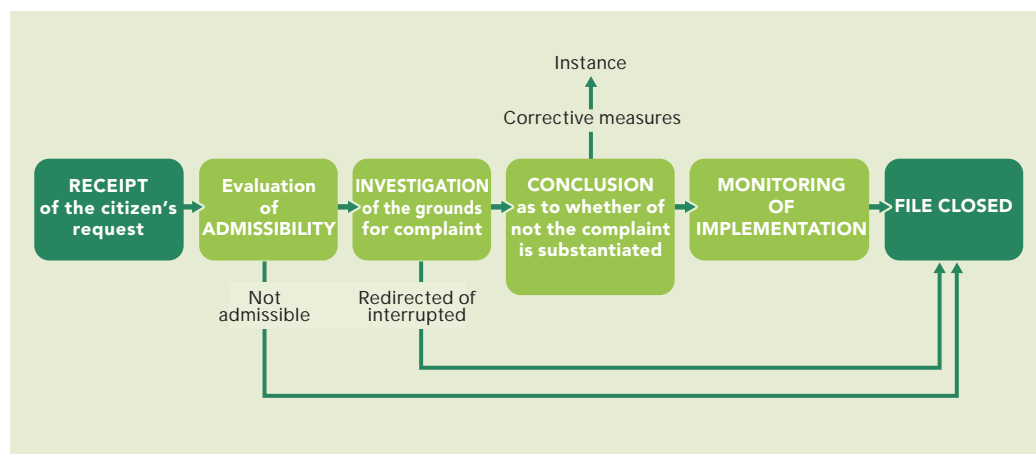 Instance
Corrective measures
RECEIPT
of the citizen's
request
Evaluation
of
ADMISSIBILITY
INVESTIGATION
of the grounds
for complaint
CONCLUSION
as to whether of
not the complaint
is substantiated
MONITORING
OF
IMPLEMENTATION
FILE CLOSED
Not
admissible
Redirected of
interrupted